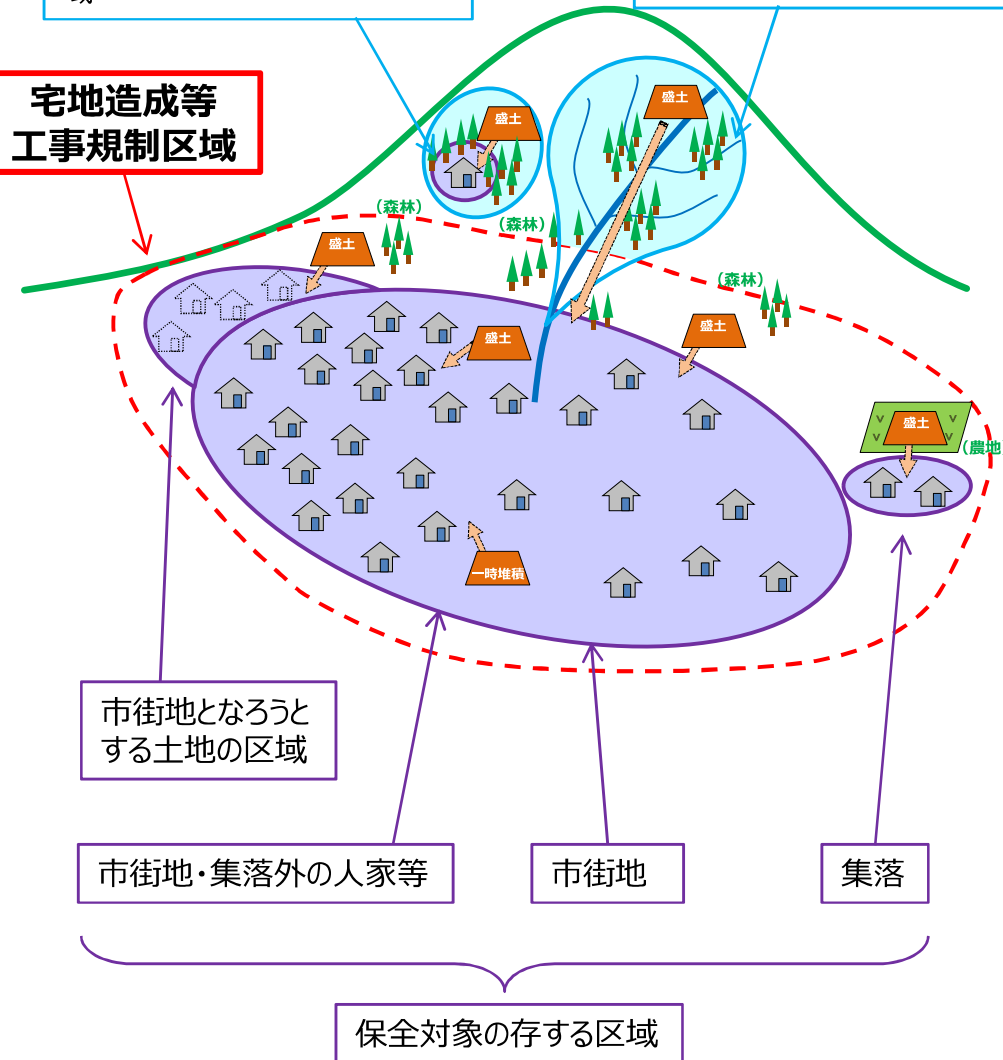 域
宅地造成等
工事規制区域
盛土
盛土
(森林)
(森林)
盛土
(森林)
盛土
盛土
盛土
(農地
一時堆積
市街地となろうと
する土地の区域
市街地・集落外の人家等
市街地
集落
保全対象の存する区域